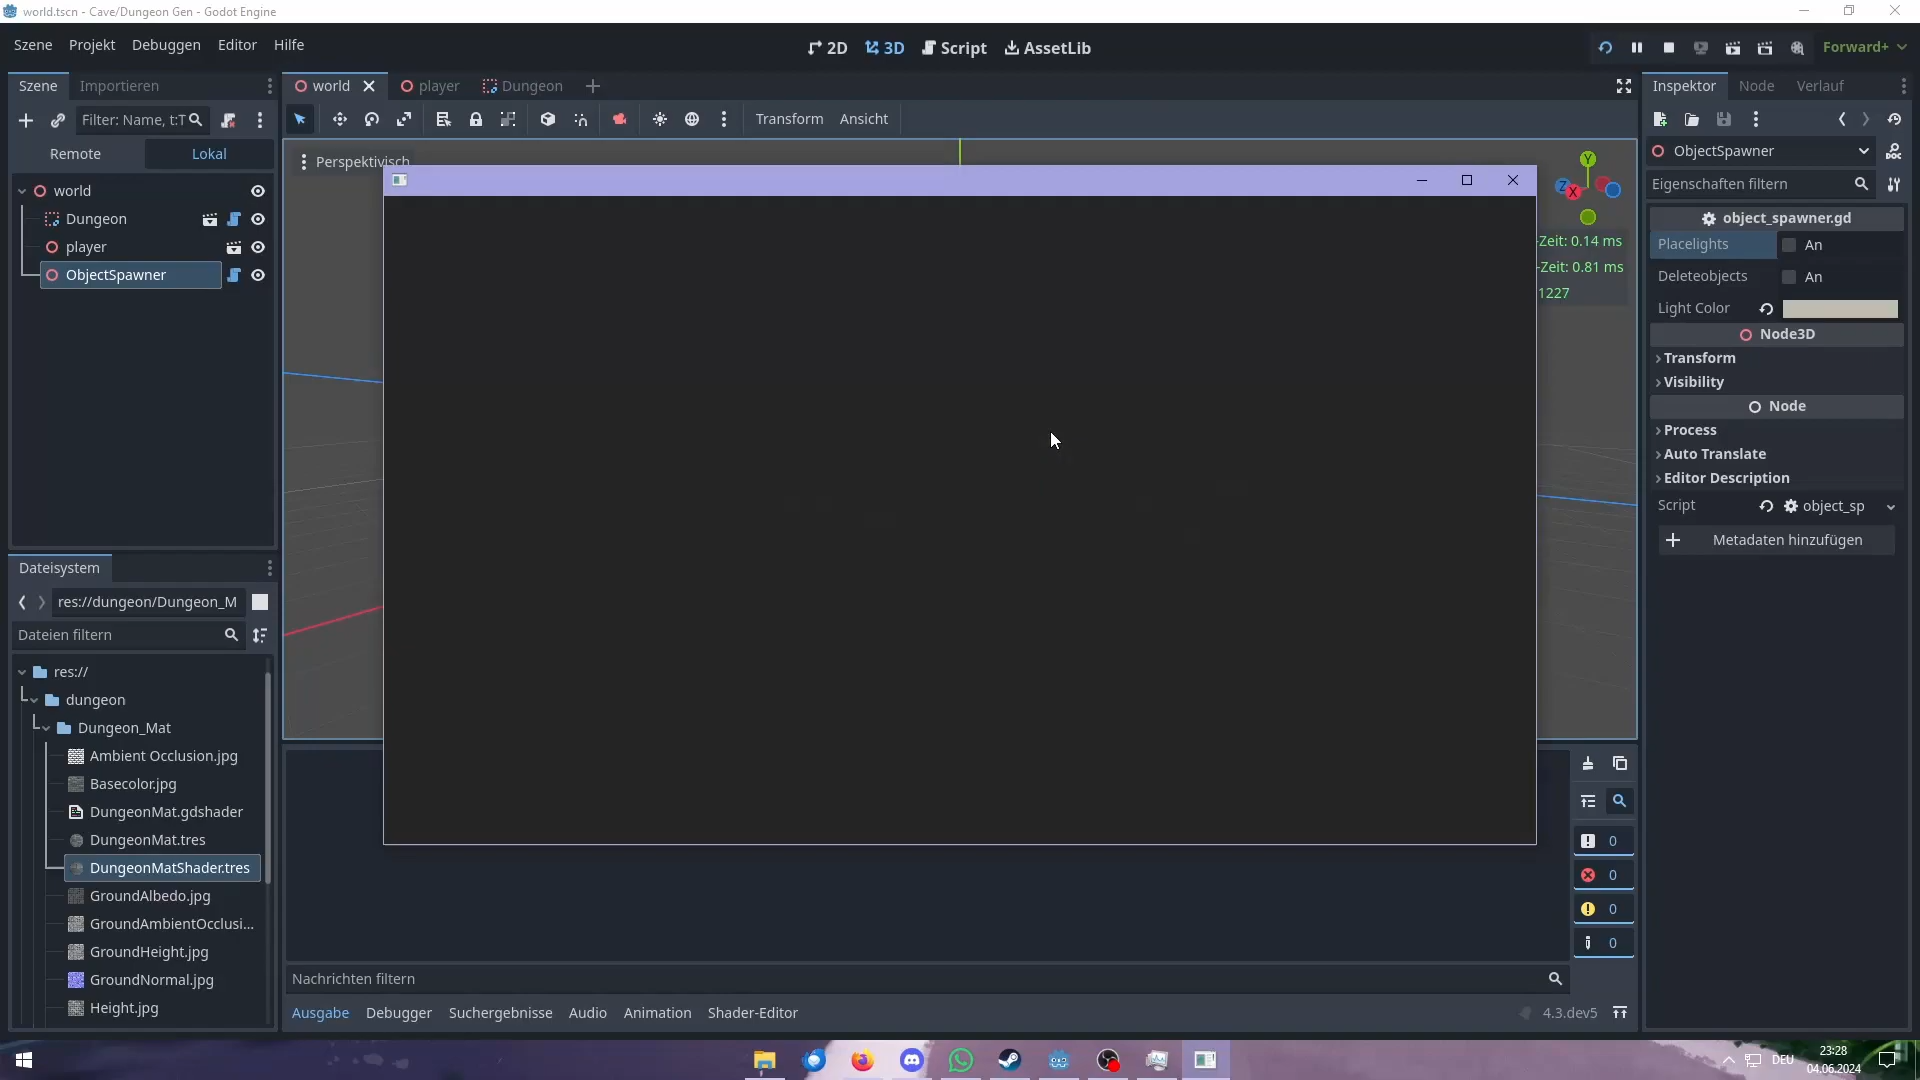 world.tscn - Cave/Dungeon Gen - Godot Engine
Szene Projekt Debuggen Editor Hilfe
2D 3D Script AssetLib
Forward+
Szene Importieren
Filter: Name, t:T
Remote Lokal
world
Dungeon
player
ObjectSpawner
world player Dungeon
Transform Ansicht
Perspektivisch
Y
Z
X
-Zeit: 0.14 ms
-Zeit: 0.81 ms
1227
Inspektor Node Verlauf
ObjectSpawner
DOC
Eigenschaften filtern
object_spawner.gd
Placelights An
Deleteobjects An
Light Color
Node3D
Transform
Visibility
Node
Process
Auto Translate
Editor Description
Script object_sp
Metadaten hinzufügen
Dateisystem
res://dungeon/Dungeon_M
Dateien filtern
res://
dungeon
Dungeon_Mat
Ambient Occlusion.jpg
Basecolor.jpg
DungeonMat.gdshader
DungeonMat.tres
DungeonMatShader.tres
GroundAlbedo.jpg
GroundAmbientOcclusi...
GroundHeight.jpg
GroundNormal.jpg
Height.jpg
0
0
0
0
Nachrichten filtern
Ausgabe Debugger Suchergebnisse Audio Animation Shader-Editor
4.3.dev5
DEU
23:28
04.06.2024